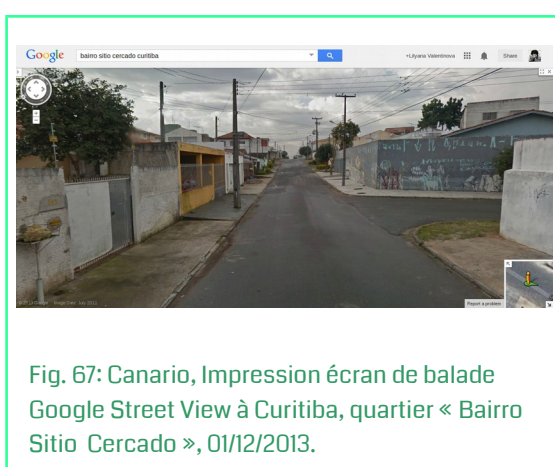 Google bairro sitio cercado curitiba +Lilyana Valentinova Share
Report a problem
Fig. 67: Canario, Impression écran de balade
Google Street View à Curitiba, quartier « Bairro
Sitio Cercado », 01/12/2013.